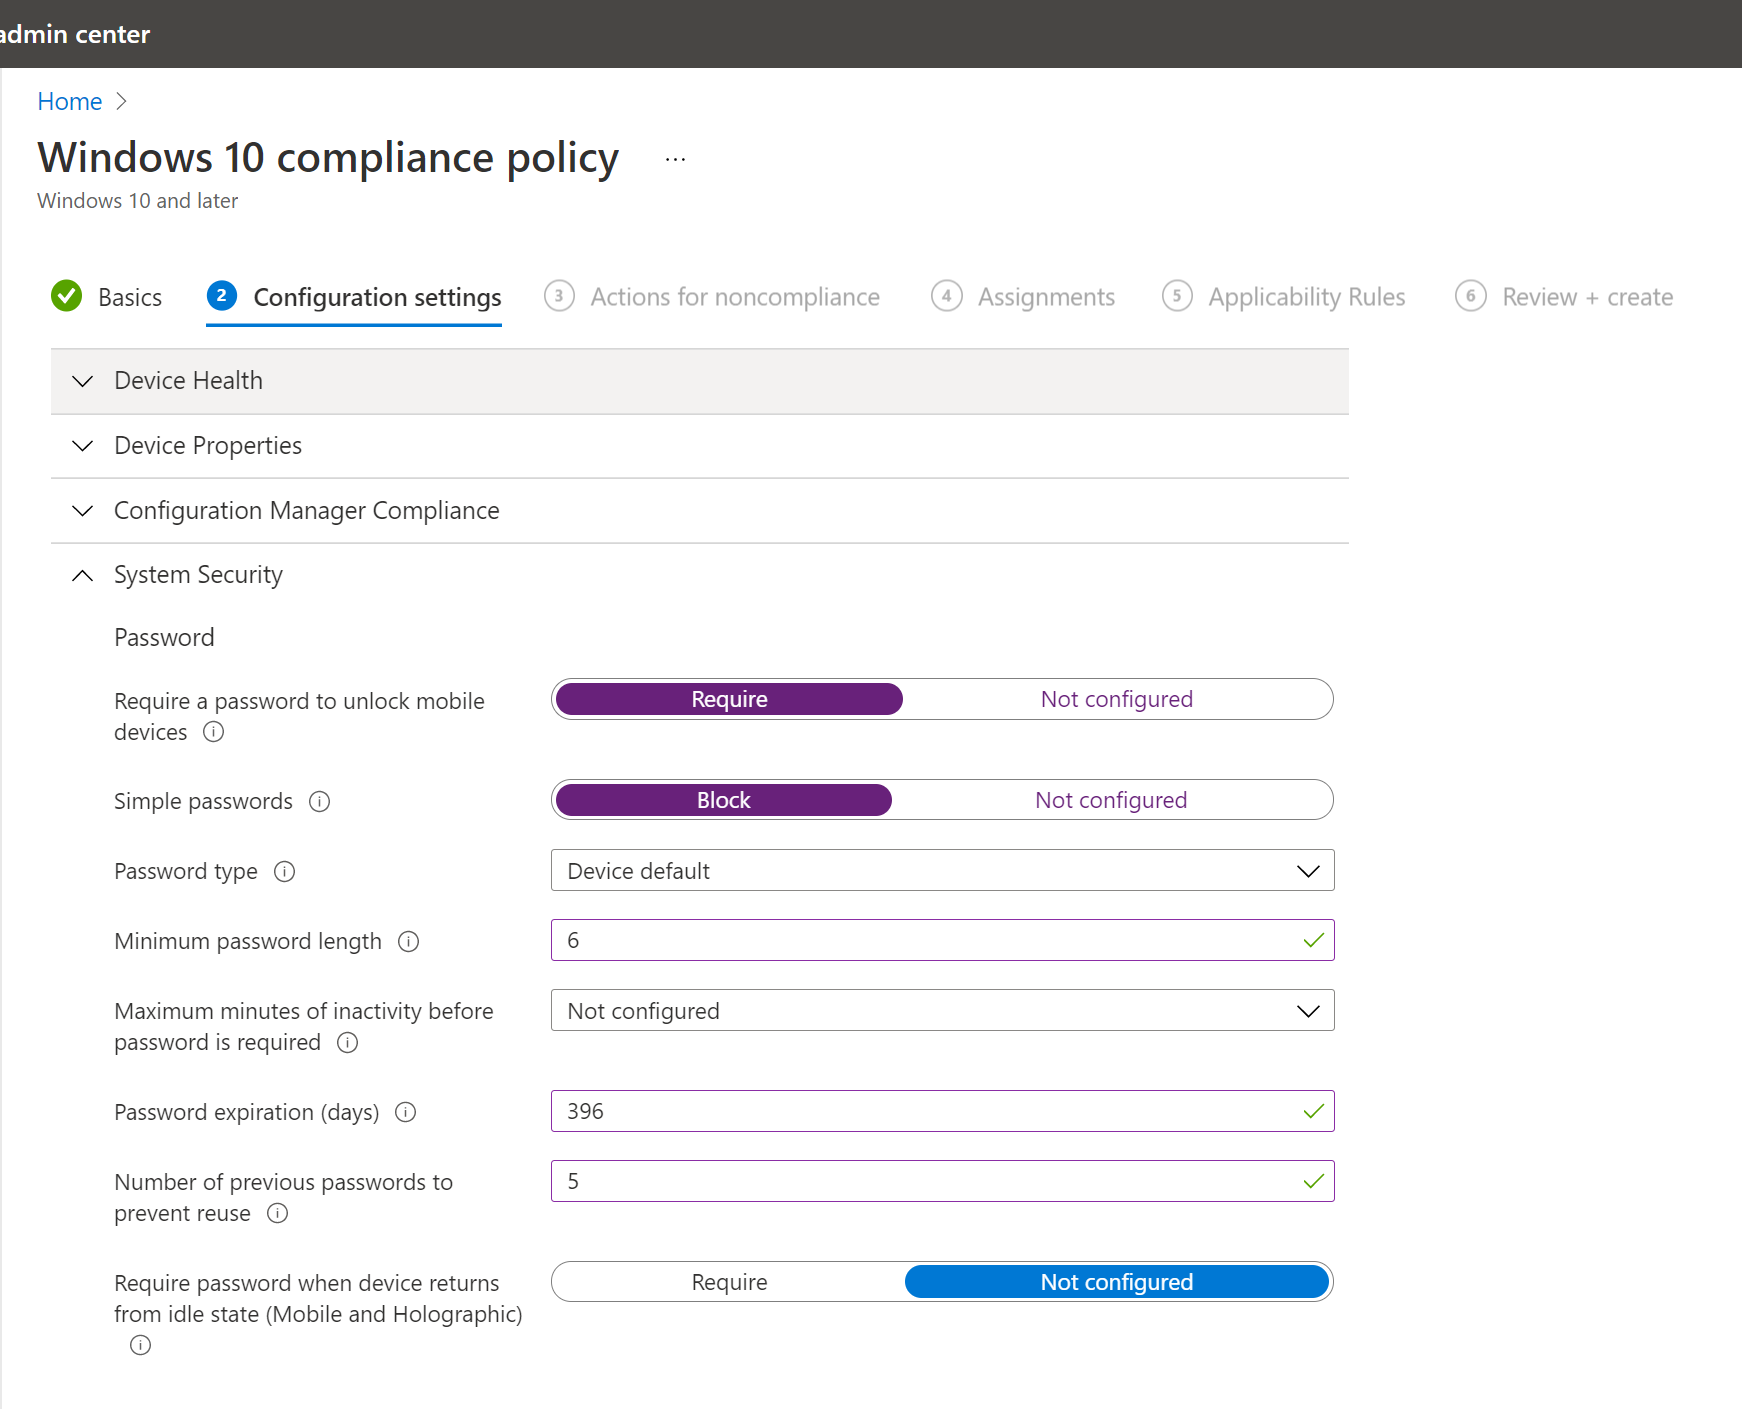 admin center
Home
Windows 10 compliance policy ...
Windows 10 and later
Basics 2 Configuration settings 3 Actions for noncompliance 4 Assignments 5 Applicability Rules 6 Review + create
Device Health
Device Properties
Configuration Manager Compliance
System Security
Password
Require a password to unlock mobile
devices
Require Not configured
Simple passwords Block Not configured
Password type Device default
Minimum password length 6
Maximum minutes of inactivity before
password is required
Not configured
Password expiration (days) 396
Number of previous passwords to
prevent reuse
5
Require password when device returns
from idle state (Mobile and Holographic)
Require Not configured